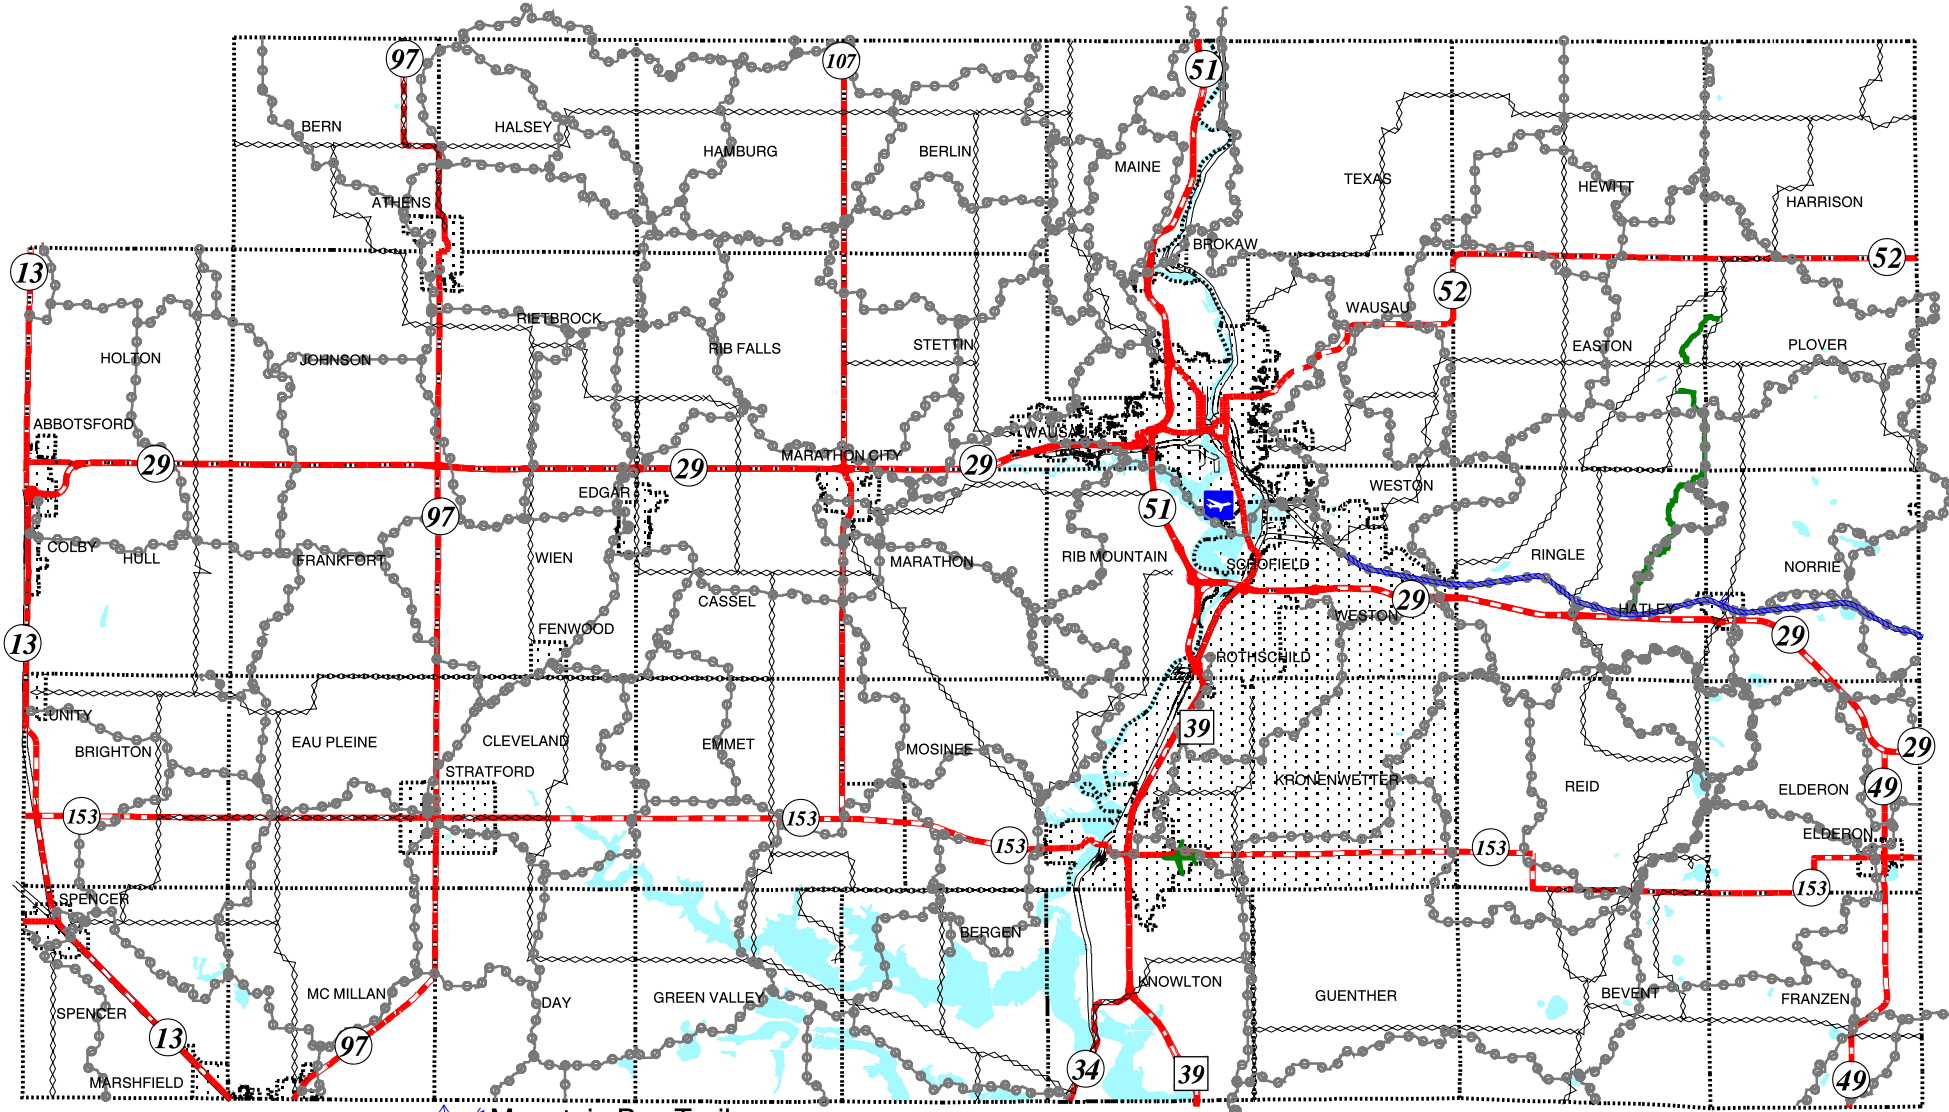 97
107
51
BERN
HALSEY
HAMBURG
BERLIN
MAINE
TEXAS
HEWITT
HARRISON
ATHENS
BROKAW
13
52
52
RIETBROCK
WAUSAU
HOLTON
JOHNSON
RIB FALLS
STETTIN
EASTON
PLOVER
ABBOTSFORD
WAUSAU
29
29
MARATHON CITY
29
EDGAR
WESTON
97
51
COLBY
HULL
FRANKFORT
WIEN
MARATHON
RIB MOUNTAIN
SCHOFIELD
RINGLE
NORRIE
CASSEL
29
WESTON
HATLEY
13
FENWOOD
29
ROTHSCHILD
UNITY
39
BRIGHTON
EAU PLEINE
CLEVELAND
EMMET
MOSINEE
29
STRATFORD
KRONENWETTER
REID
ELDERON
49
153
153
153
153
ELDERON
153
SPENCER
BERGEN
MC MILLAN
DAY
GREEN VALLEY
KNOWLTON
GUENTHER
BEVENT
FRANZEN
SPENCER
13
97
34
39
49
MARSHFIELD